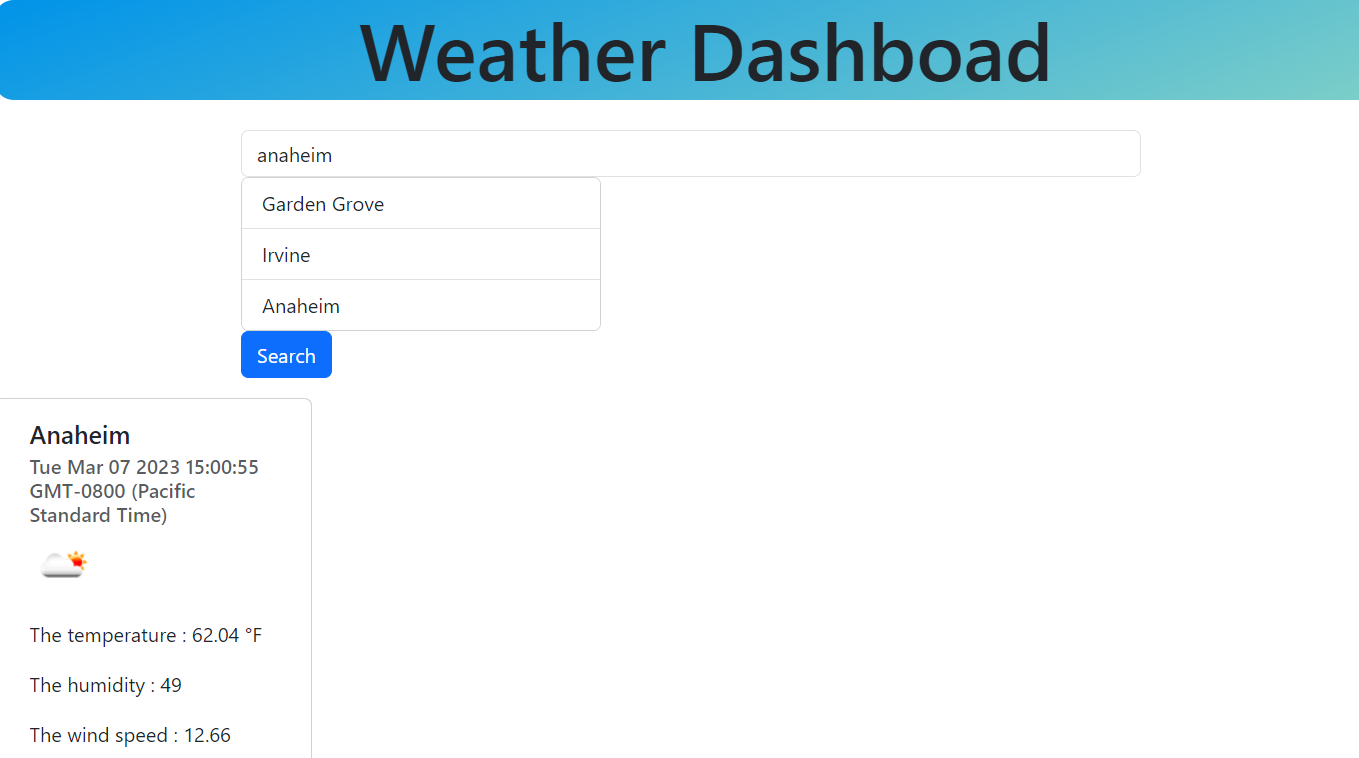 Weather Dashboad
anaheim
Garden Grove
Irvine
Anaheim
Search
Anaheim
Tue Mar 07 2023 15:00:55
GMT-0800 (Pacific
Standard Time)
The temperature : 62.04 °F
The humidity : 49
The wind speed : 12.66